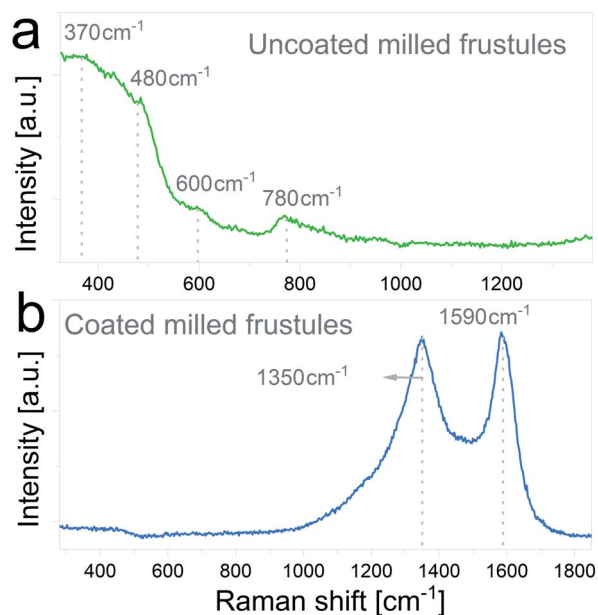 a
370cm⁻¹
Uncoated milled frustules
480cm⁻¹
600cm⁻¹
780cm⁻¹
Intensity [a.u.]
400 600 800 1000 1200
b
Coated milled frustules
1590cm⁻¹
1350cm⁻¹
Intensity [a.u.]
400 600 800 1000 1200 1400 1600 1800
Raman shift [cm⁻¹]